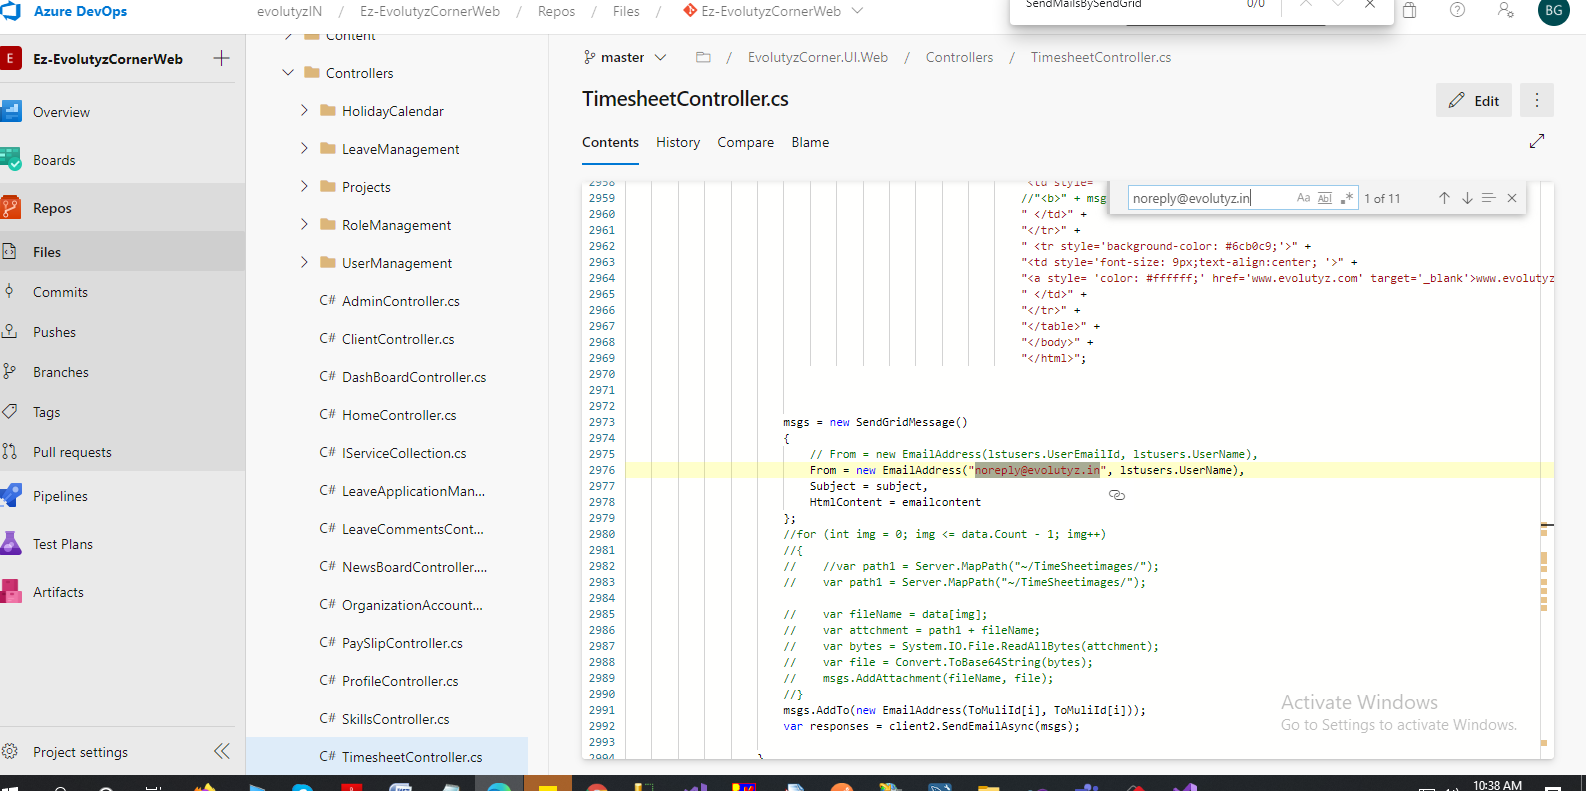 Azure DevOps
evolutyzIN / Ez-EvolutyzCornerWeb / Repos / Files / Ez-EvolutyzCornerWeb
SendMailsBySendGrid 0/0
BG
E Ez-EvolutyzCornerWeb
Overview
Boards
Repos
Files
Commits
Pushes
Branches
Tags
Pull requests
Pipelines
Test Plans
Artifacts
Project settings
Content
Controllers
HolidayCalendar
LeaveManagement
Projects
RoleManagement
UserManagement
C# AdminController.cs
C# ClientController.cs
C# DashBoardController.cs
C# HomeController.cs
C# IServiceCollection.cs
C# LeaveApplicationMan...
C# LeaveCommentsCont...
C# NewsBoardController....
C# OrganizationAccount...
C# PaySlipController.cs
C# ProfileController.cs
C# SkillsController.cs
C# TimesheetController.cs
master / EvolutyzCorner.UI.Web / Controllers / TimesheetController.cs
TimesheetController.cs
Edit
Contents History Compare Blame
noreply@evolutyz.in Aa Abl .* 1 of 11
2958 "<td style=
2959 //"<b>" + msg
2960 " </td>" +
2961 "</tr>" +
2962 " <tr style='background-color: #6cb0c9;'>" +
2963 "<td style='font-size: 9px;text-align:center; '>" +
2964 "<a style= 'color: #ffffff;' href='www.evolutyz.com' target='_blank'>www.evolutyz
2965 " </td>" +
2966 "</tr>" +
2967 "</table>" +
2968 "</body>" +
2969 "</html>";
2970
2971
2972
2973 msgs = new SendGridMessage()
2974 {
2975 // From = new EmailAddress(lstusers.UserEmailId, lstusers.UserName),
2976 From = new EmailAddress("noreply@evolutyz.in", lstusers.UserName),
2977 Subject = subject,
2978 HtmlContent = emailcontent
2979 };
2980 //for (int img = 0; img <= data.Count - 1; img++)
2981 //{
2982 // //var path1 = Server.MapPath("~/TimeSheetimages/");
2983 // var path1 = Server.MapPath("~/TimeSheetimages/");
2984
2985 // var fileName = data[img];
2986 // var attchment = path1 + fileName;
2987 // var bytes = System.IO.File.ReadAllBytes(attchment);
2988 // var file = Convert.ToBase64String(bytes);
2989 // msgs.AddAttachment(fileName, file);
2990 //}
2991 msgs.AddTo(new EmailAddress(ToMuliId[i], ToMuliId[i]));
2992 var responses = client2.SendEmailAsync(msgs);
2993
2994 }
Activate Windows
Go to Settings to activate Windows.
10:38 AM